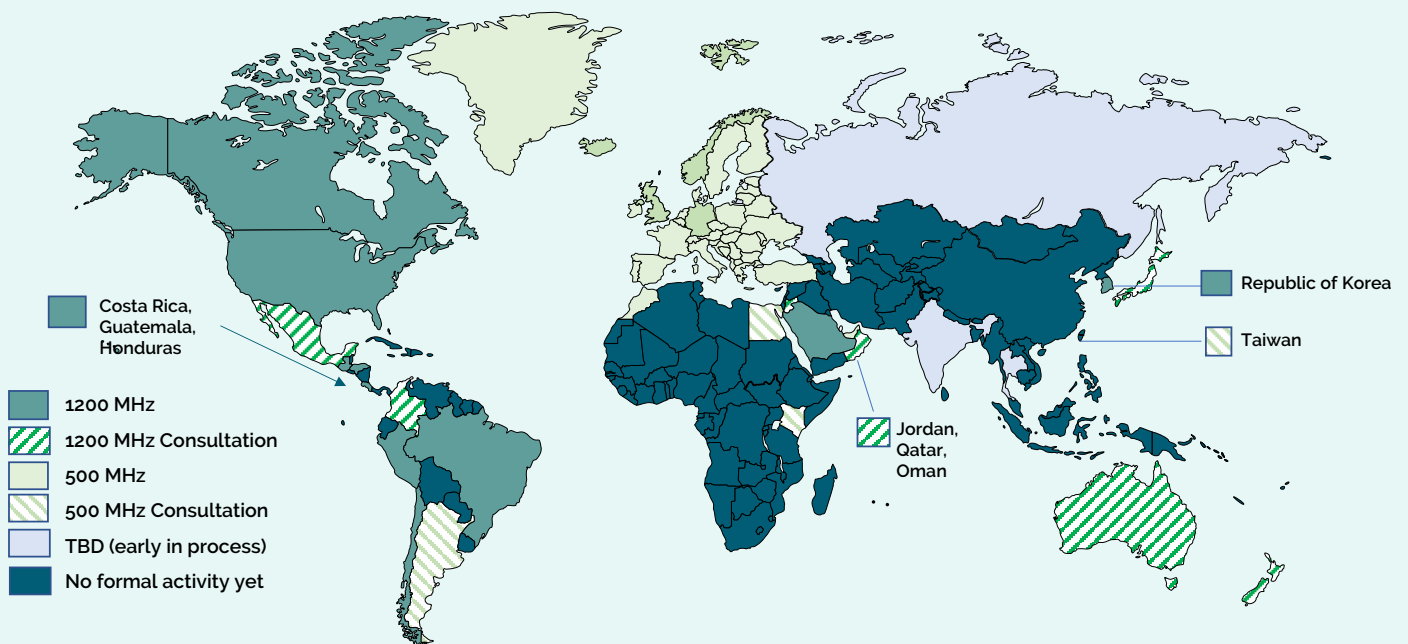 Costa Rica,
Guatemala,
Honduras
Republic of Korea
Taiwan
Jordan,
Qatar,
Oman
1200 MHz
1200 MHz Consultation
500 MHz
500 MHz Consultation
TBD (early in process)
No formal activity yet